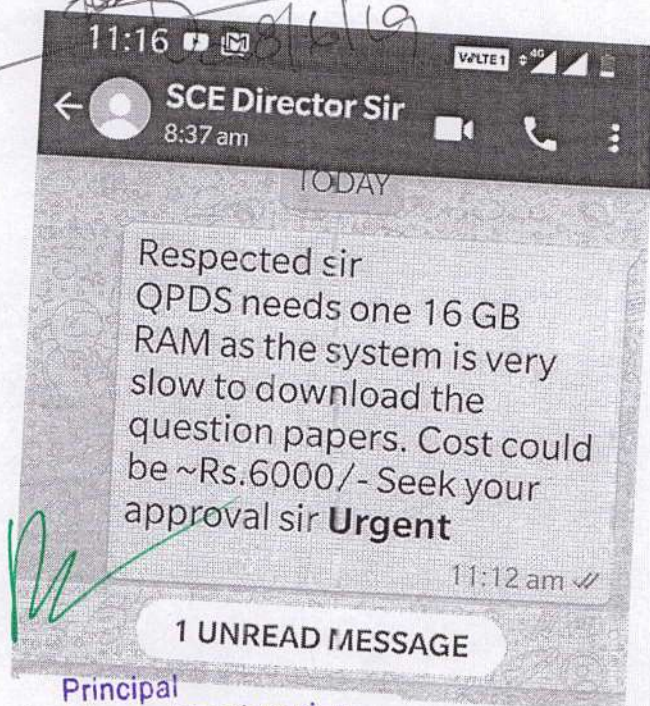 11:16
VoLTE1 4G
SCE Director Sir
8:37 am
TODAY
Respected sir
QPDS needs one 16 GB
RAM as the system is very
slow to download the
question papers. Cost could
be ~Rs.6000/- Seek your
approval sir Urgent
11:12 am
1 UNREAD MESSAGE
Principal